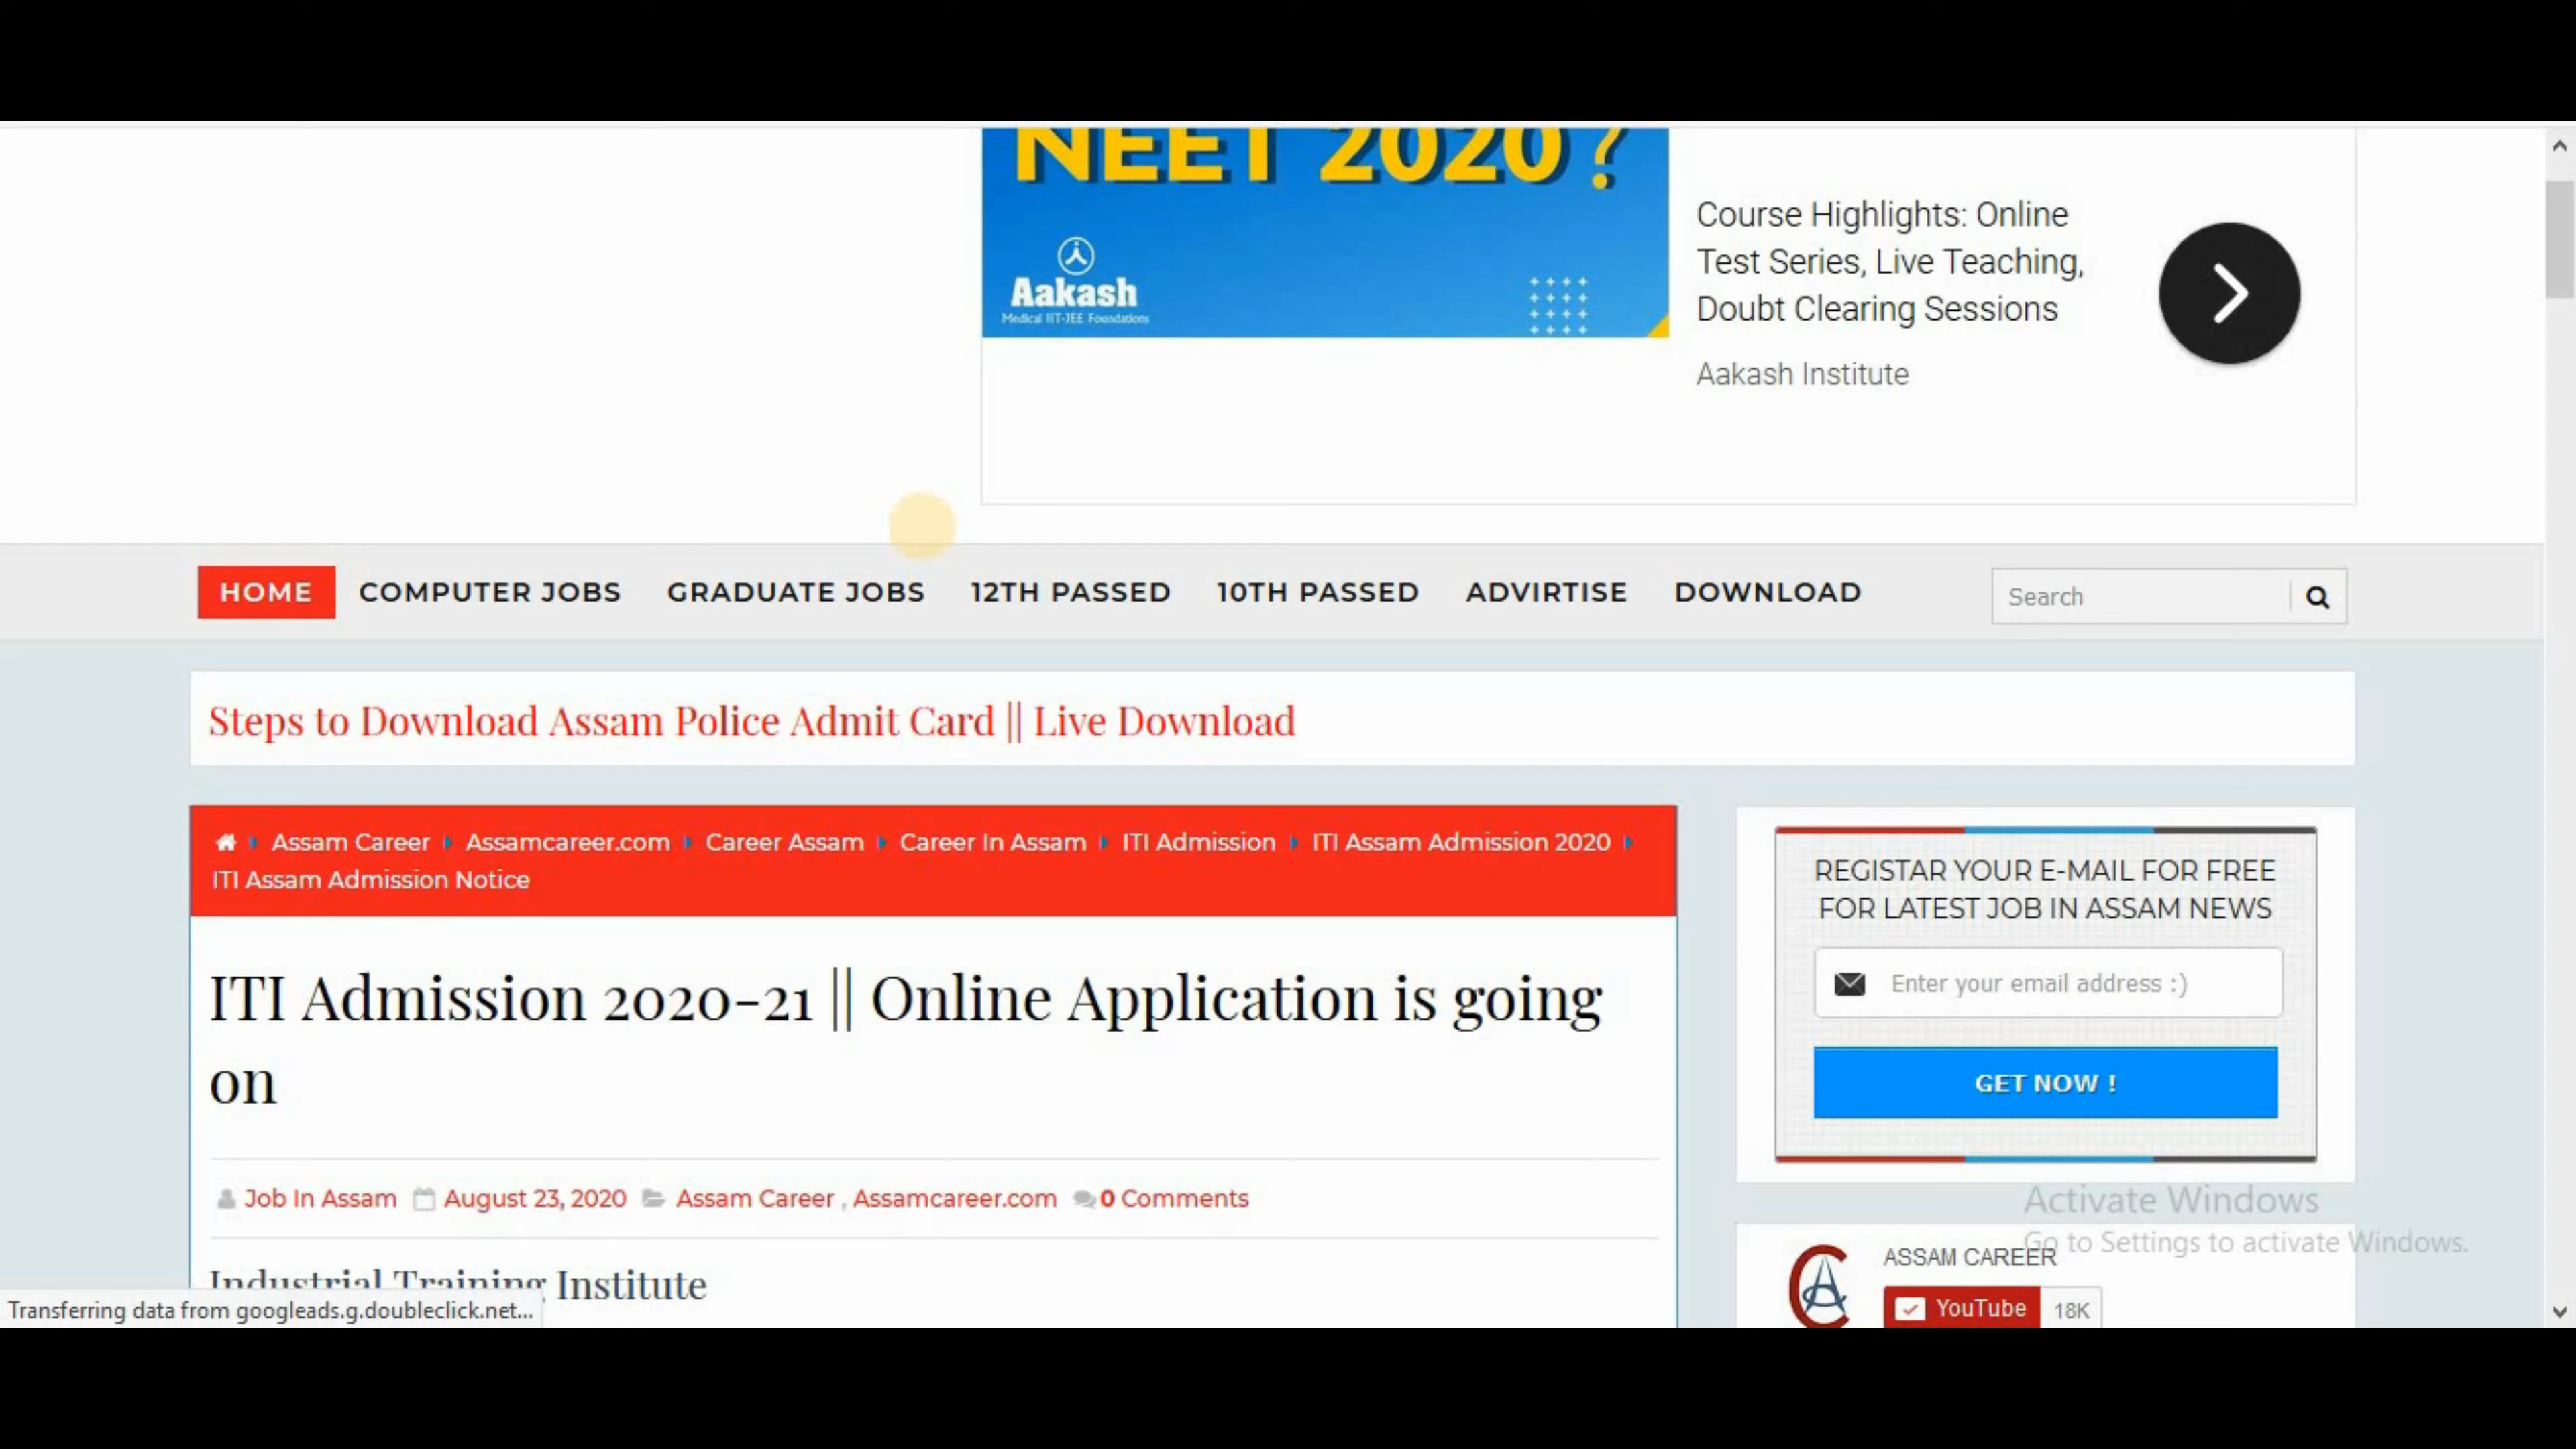 NEET 2020?
Aakash
Medical IIT-JEE Foundations
Course Highlights: Online
Test Series, Live Teaching,
Doubt Clearing Sessions
Aakash Institute
HOME COMPUTER JOBS GRADUATE JOBS 12TH PASSED 10TH PASSED ADVIRTISE DOWNLOAD Search
Steps to Download Assam Police Admit Card || Live Download
Assam Career Assamcareer.com Career Assam Career In Assam ITI Admission ITI Assam Admission 2020
ITI Assam Admission Notice
ITI Admission 2020-21 || Online Application is going
on
Job In Assam August 23, 2020 Assam Career , Assamcareer.com 0 Comments
Industrial Training Institute
Transferring data from googleads.g.doubleclick.net...
REGISTAR YOUR E-MAIL FOR FREE
FOR LATEST JOB IN ASSAM NEWS
Enter your email address :)
GET NOW !
Activate Windows
Go to Settings to activate Windows.
ASSAM CAREER
YouTube 18K